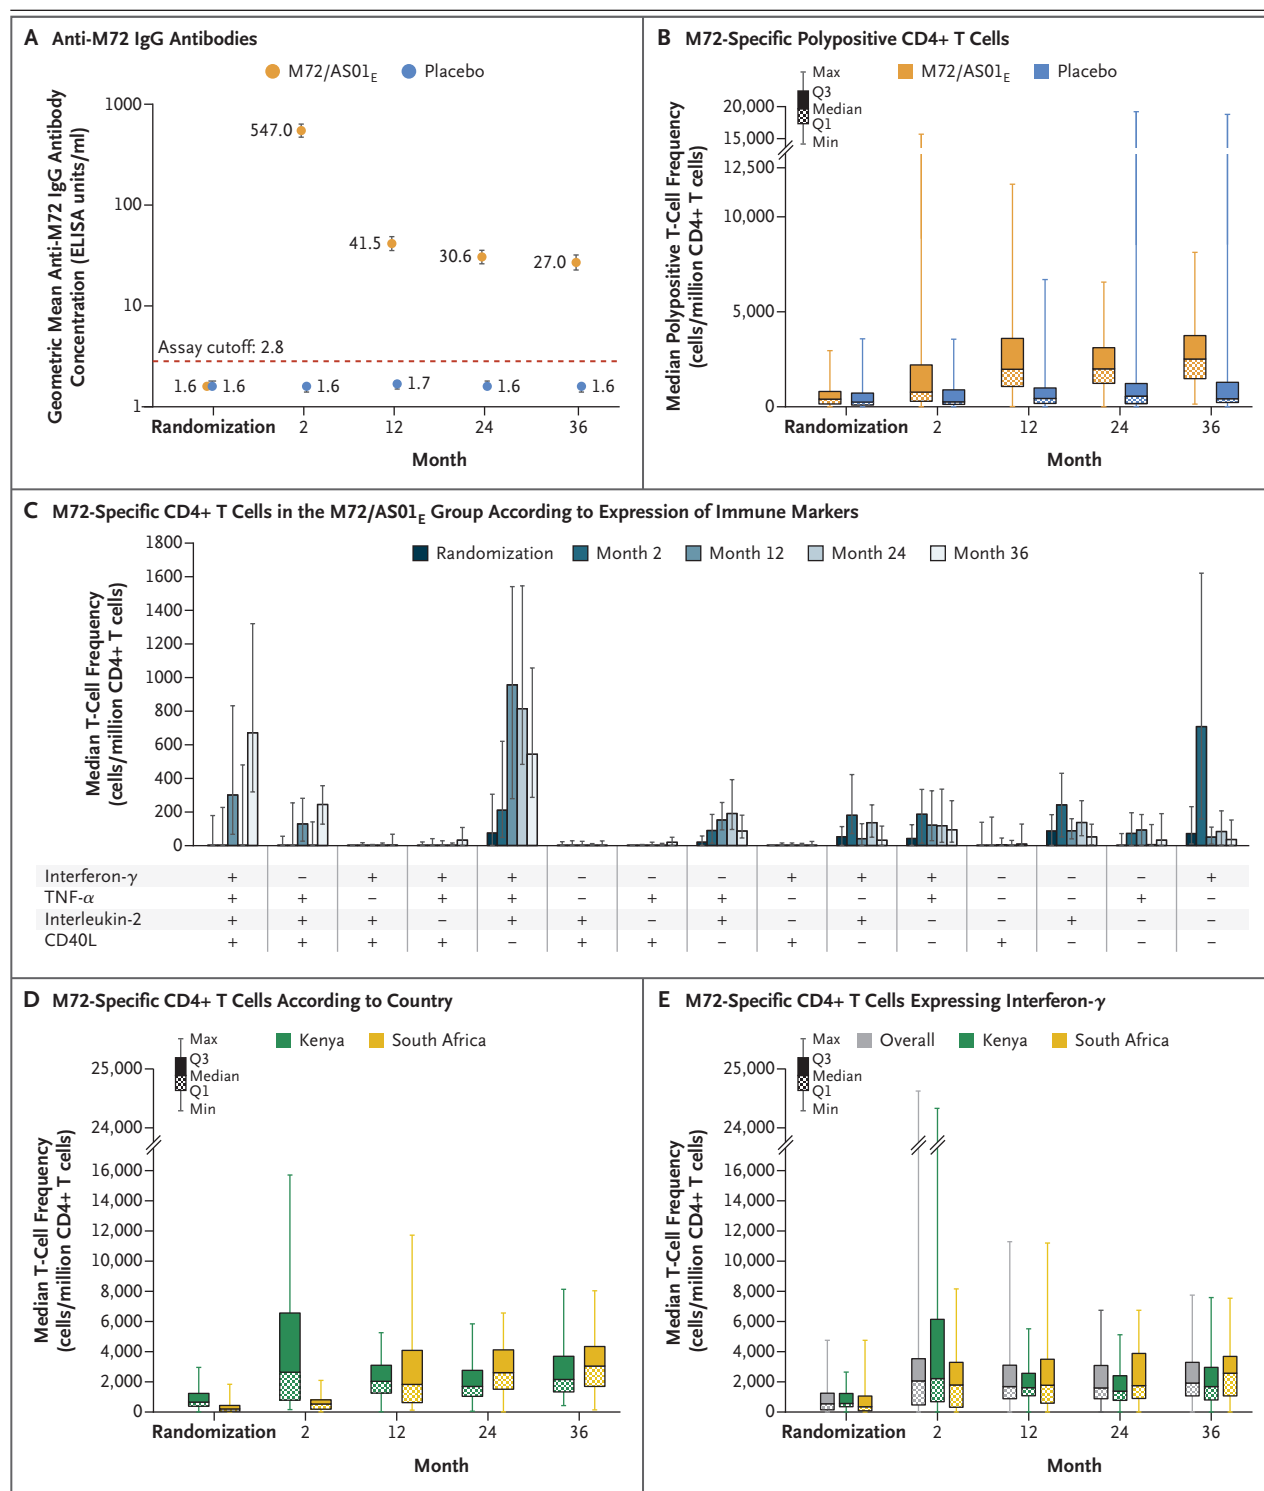 A Anti-M72 IgG Antibodies
M72/AS01E Placebo
Geometric Mean Anti-M72 IgG Antibody
Concentration (ELISA units/ml)
1000
100
10
1
547.0
41.5
30.6
27.0
Assay cutoff: 2.8
1.6 1.6 1.6 1.7 1.6 1.6
Randomization 2 12 24 36
Month
B M72-Specific Polypositive CD4+ T Cells
Max
Q3
Median
Q1
Min
M72/AS01E Placebo
Median Polypositive T-Cell Frequency
(cells/million CD4+ T cells)
20,000
15,000
12,500
10,000
5,000
0
Randomization 2 12 24 36
Month
C M72-Specific CD4+ T Cells in the M72/AS01E Group According to Expression of Immune Markers
Randomization Month 2 Month 12 Month 24 Month 36
Median T-Cell Frequency
(cells/million CD4+ T cells)
1800
1600
1400
1200
1000
800
600
400
200
0
Interferon-γ + – + + + – – – + + + – – – +
TNF-α + + – + + – + + – – + – – + –
Interleukin-2 + + + – + + – + – + – – + – –
CD40L + + + + – + + – + – – + – – –
D M72-Specific CD4+ T Cells According to Country
Max
Q3
Median
Q1
Min
Kenya South Africa
Median T-Cell Frequency
(cells/million CD4+ T cells)
25,000
24,000
16,000
14,000
12,000
10,000
8,000
6,000
4,000
2,000
0
Randomization 2 12 24 36
Month
E M72-Specific CD4+ T Cells Expressing Interferon-γ
Max
Q3
Median
Q1
Min
Overall Kenya South Africa
Median T-Cell Frequency
(cells/million CD4+ T cells)
25,000
24,000
16,000
14,000
12,000
10,000
8,000
6,000
4,000
2,000
0
Randomization 2 12 24 36
Month